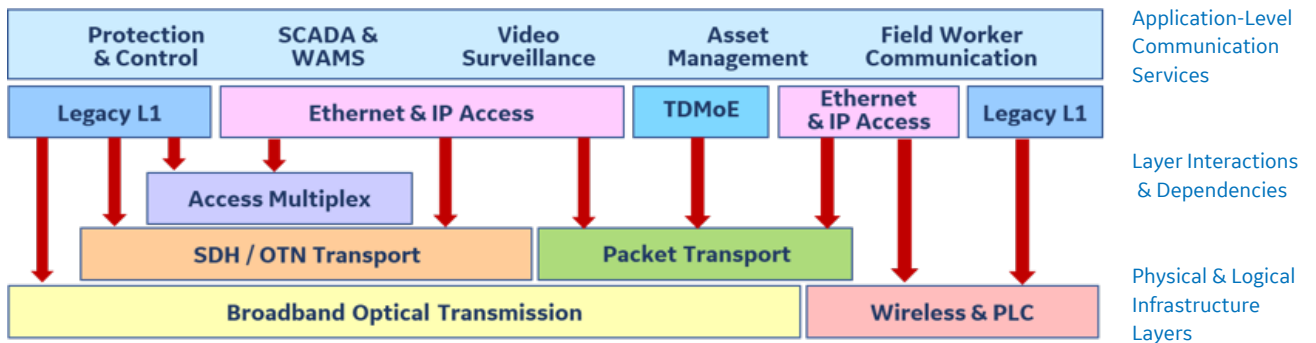 Protection
& Control
SCADA &
WAMS
Video
Surveillance
Asset
Management
Field Worker
Communication
Application-Level
Communication
Services
Legacy L1
Ethernet & IP Access
TDMoE
Ethernet
& IP Access
Legacy L1
Layer Interactions
& Dependencies
Access Multiplex
SDH / OTN Transport
Packet Transport
Physical & Logical
Infrastructure
Layers
Broadband Optical Transmission
Wireless & PLC